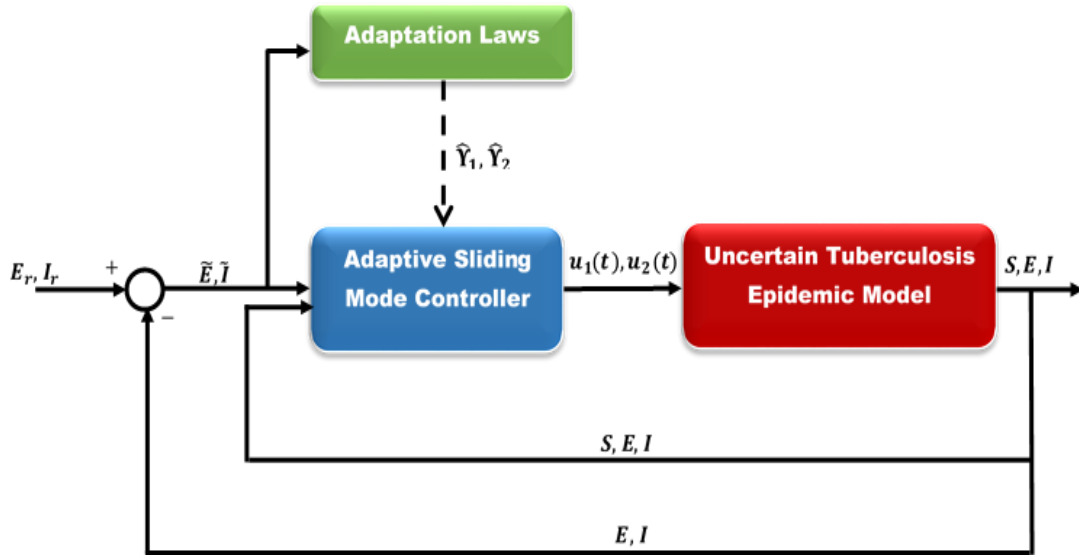 Adaptation Laws
Ŷ₁, Ŷ₂
E_r, I_r
+
−
Ẽ, Ĩ
Adaptive Sliding
Mode Controller
u₁(t), u₂(t)
Uncertain Tuberculosis
Epidemic Model
S, E, I
S, E, I
E, I